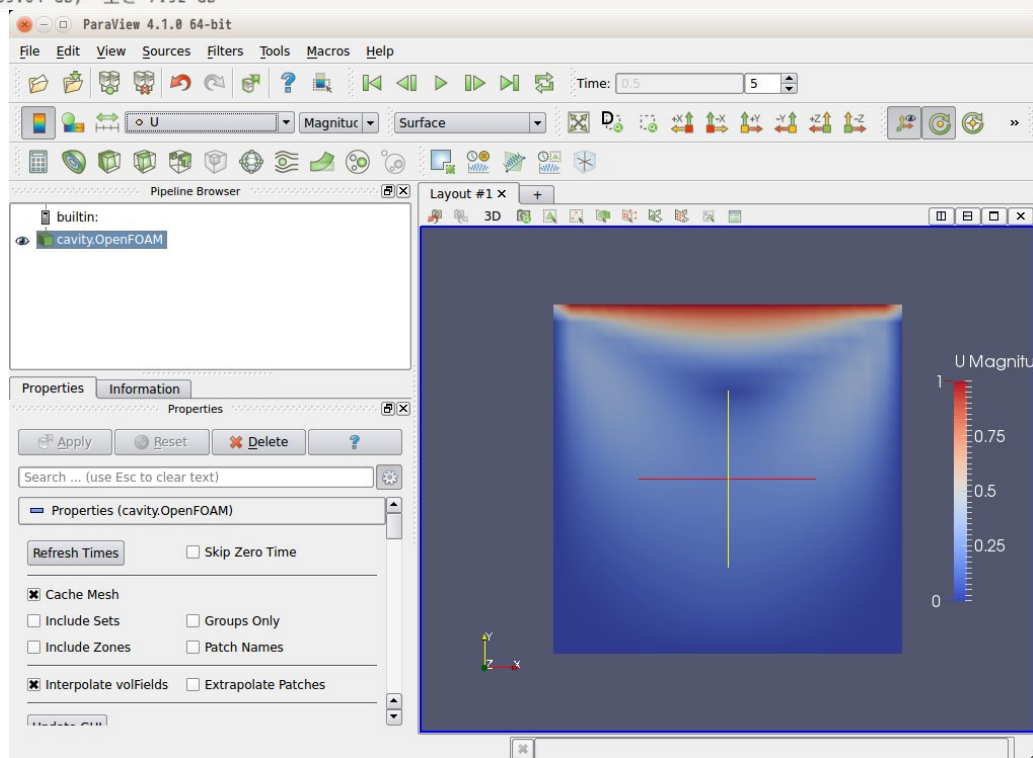 ParaView 4.1.0 64-bit
File Edit View Sources Filters Tools Macros Help
Time: 0.5 5
U Magnituc Surface
»
Pipeline Browser
Layout #1 × +
3D
builtin:
cavity.OpenFOAM
Properties Information
Properties
Apply Reset Delete ?
Search ... (use Esc to clear text)
Properties (cavity.OpenFOAM)
Refresh Times Skip Zero Time
Cache Mesh
Include Sets Groups Only
Include Zones Patch Names
Interpolate volFields Extrapolate Patches
U Magnitu
1
0.75
0.5
0.25
0
Y
Z X